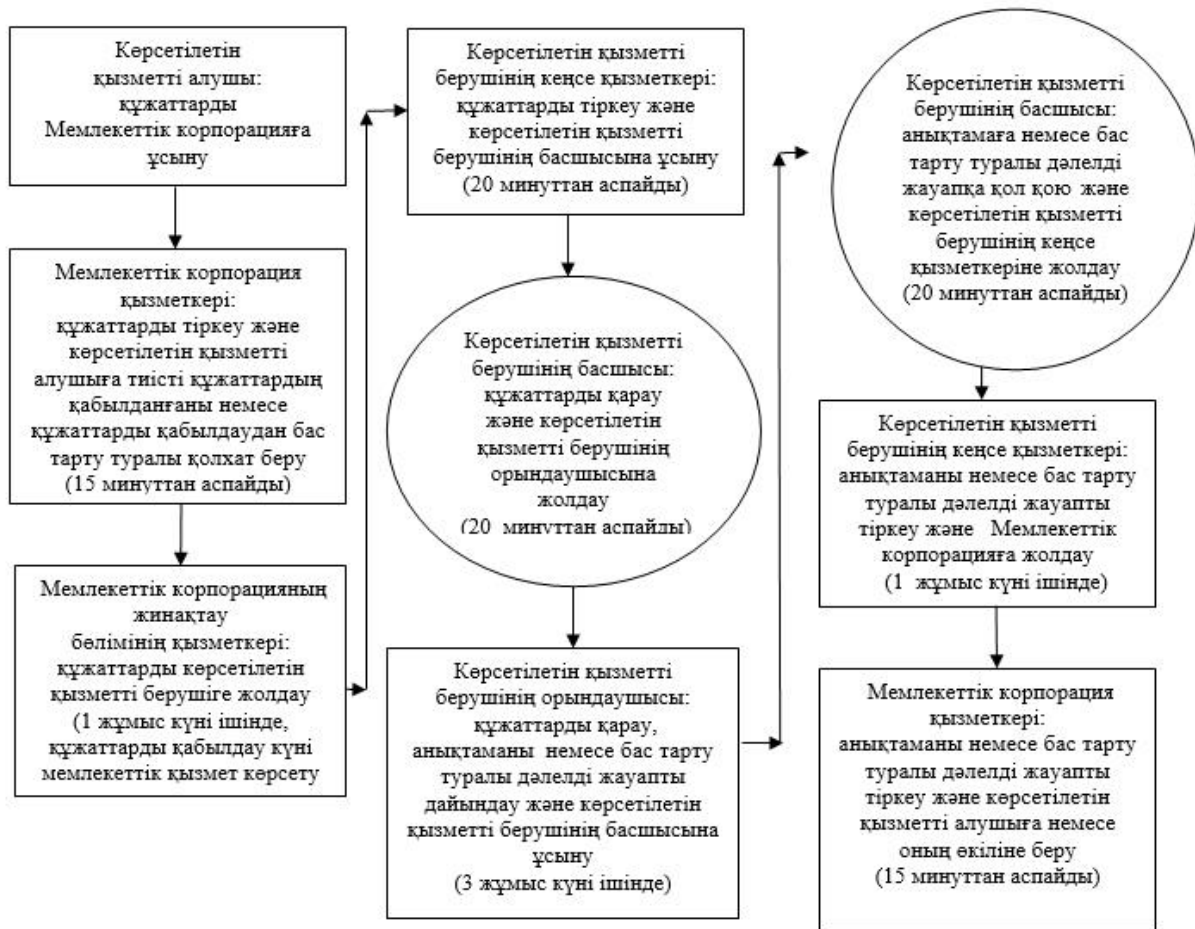 Көрсетілетін
қызметті алушы:
құжаттарды
Мемлекеттік корпорацияға
ұсыну
Мемлекеттік корпорация
қызметкері:
құжаттарды тіркеу және
көрсетілетін қызметті
алушыға тиісті құжаттардың
қабылданғаны немесе
құжаттарды қабылдаудан бас
тарту туралы қолхат беру
(15 минуттан аспайды)
Мемлекеттік корпорацияның
жинақтау
бөлімінің қызметкері:
құжаттарды көрсетілетін
қызметті берушіге жолдау
(1 жұмыс күні ішінде,
құжаттарды қабылдау күні
мемлекеттік қызмет көрсету
Көрсетілетін қызметті
берушінің кеңсе қызметкері:
құжаттарды тіркеу және
көрсетілетін қызметті
берушінің басшысына ұсыну
(20 минуттан аспайды)
Көрсетілетін қызметті
берушінің басшысы:
құжаттарды қарау
және көрсетілетін
қызметті берушінің
орындаушысына
жолдау
(20 минуттан аспайды)
Көрсетілетін қызметті
берушінің орындаушысы:
құжаттарды қарау,
анықтаманы немесе бас тарту
туралы дәлелді жауапты
дайындау және көрсетілетін
қызметті берушінің басшысына
ұсыну
(3 жұмыс күні ішінде)
Көрсетілетін қызметті
берушінің басшысы:
анықтамаға немесе бас
тарту туралы дәлелді
жауапқа қол қою және
көрсетілетін қызметті
берушінің кеңсе
қызметкеріне жолдау
(20 минуттан аспайды)
Көрсетілетін қызметті
берушінің кеңсе қызметкері:
анықтаманы немесе бас тарту
туралы дәлелді жауапты
тіркеу және Мемлекеттік
корпорацияға жолдау
(1 жұмыс күні ішінде)
Мемлекеттік корпорация
қызметкері:
анықтаманы немесе бас тарту
туралы дәлелді жауапты
тіркеу және көрсетілетін
қызметті алушыға немесе
оның өкіліне беру
(15 минуттан аспайды)